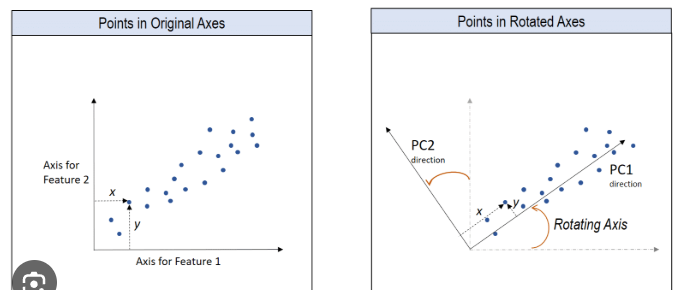 Points in Original Axes
Axis for
Feature 2
x
y
Axis for Feature 1
Points in Rotated Axes
PC2
direction
PC1
direction
x
y
Rotating Axis